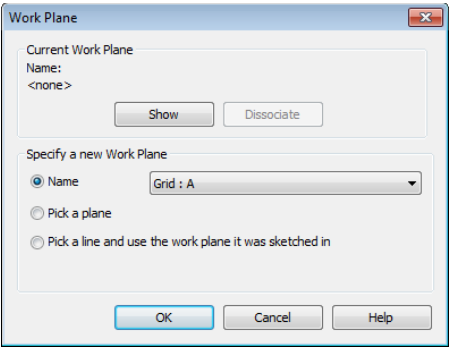 Work Plane
Current Work Plane
Name:
<none>
Show Dissociate
Specify a new Work Plane
Name Grid : A
Pick a plane
Pick a line and use the work plane it was sketched in
OK Cancel Help